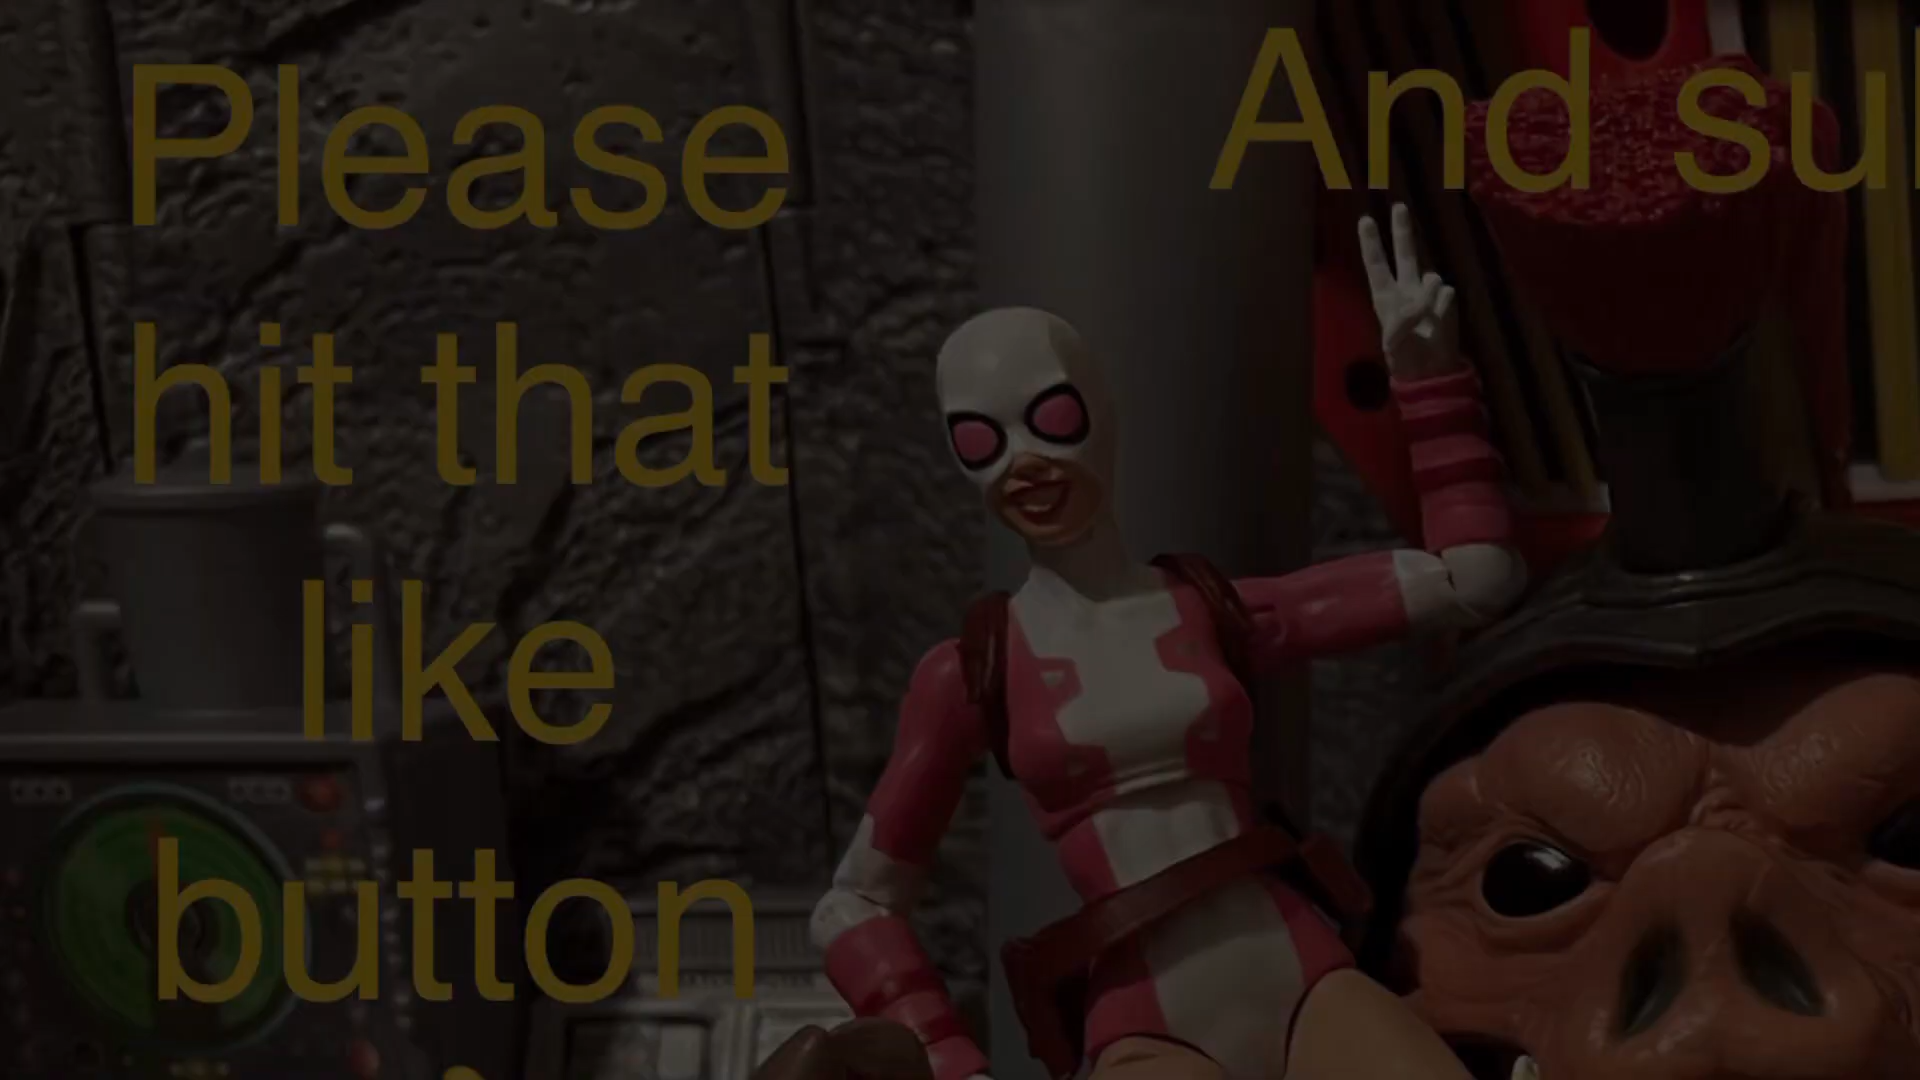 Please
hit that
like
button
And su